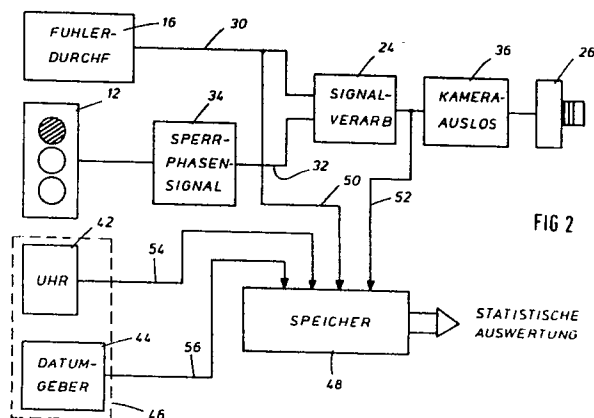 16
30
24
36
26
FUHLER-
DURCHF
12
34
SIGNAL-
VERARB
KAMERA-
AUSLOS
SPERR-
PHASEN-
SIGNAL
32
50
52
FIG 2
42
54
UHR
44
SPEICHER
STATISTISCHE
AUSWERTUNG
DATUM-
GEBER
56
48
46